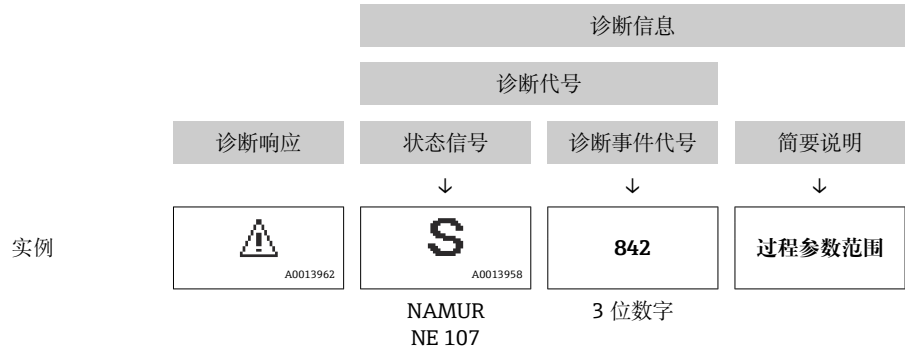 诊断信息
诊断代号
诊断响应 状态信号 诊断事件代号 简要说明
↓ ↓ ↓
实例 S 842 过程参数范围
A0013962 A0013958
NAMUR 3 位数字
NE 107